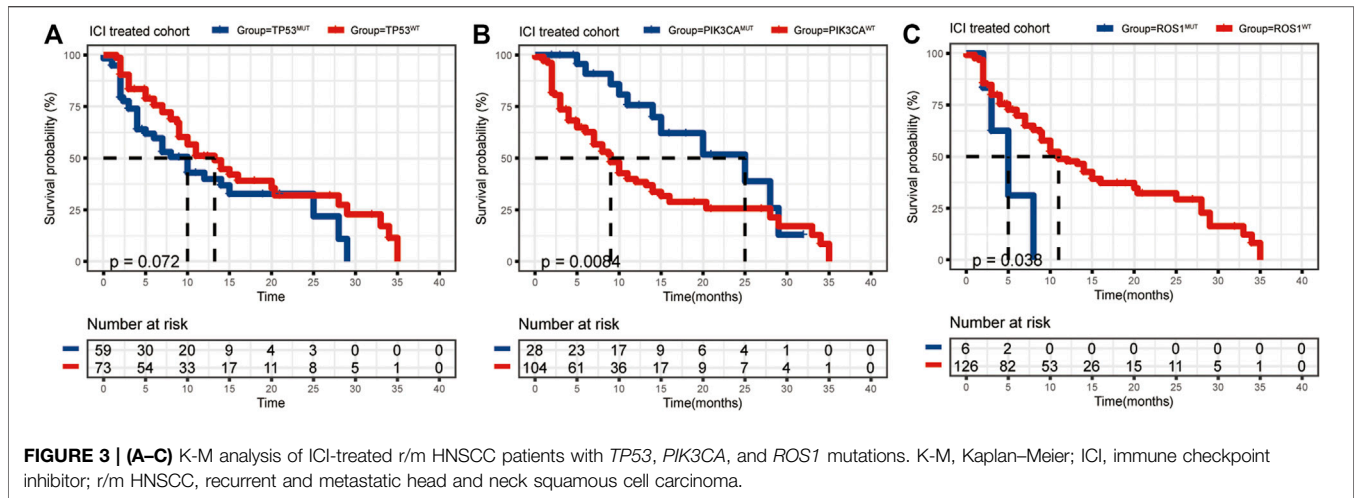 A ICI treated cohort Group=TP53MUT Group=TP53WT
Survival probability (%)
100
75
50
25
0
p = 0.072
0 5 10 15 20 25 30 35 40
Time
Number at risk
59 30 20 9 4 3 0 0 0
73 54 33 17 11 8 5 1 0
0 5 10 15 20 25 30 35 40
Time(months)
B ICI treated cohort Group=PIK3CAMUT Group=PIK3CAWT
Survival probability (%)
100
75
50
25
0
p = 0.0084
0 5 10 15 20 25 30 35 40
Time(months)
Number at risk
28 23 17 9 6 4 1 0 0
104 61 36 17 9 7 4 1 0
0 5 10 15 20 25 30 35 40
Time(months)
C ICI treated cohort Group=ROS1MUT Group=ROS1WT
Survival probability (%)
100
75
50
25
0
p = 0.038
0 5 10 15 20 25 30 35 40
Time(months)
Number at risk
6 2 0 0 0 0 0 0 0
126 82 53 26 15 11 5 1 0
0 5 10 15 20 25 30 35 40
Time(months)
FIGURE 3 | (A–C) K-M analysis of ICI-treated r/m HNSCC patients with TP53, PIK3CA, and ROS1 mutations. K-M, Kaplan–Meier; ICI, immune checkpoint
inhibitor; r/m HNSCC, recurrent and metastatic head and neck squamous cell carcinoma.